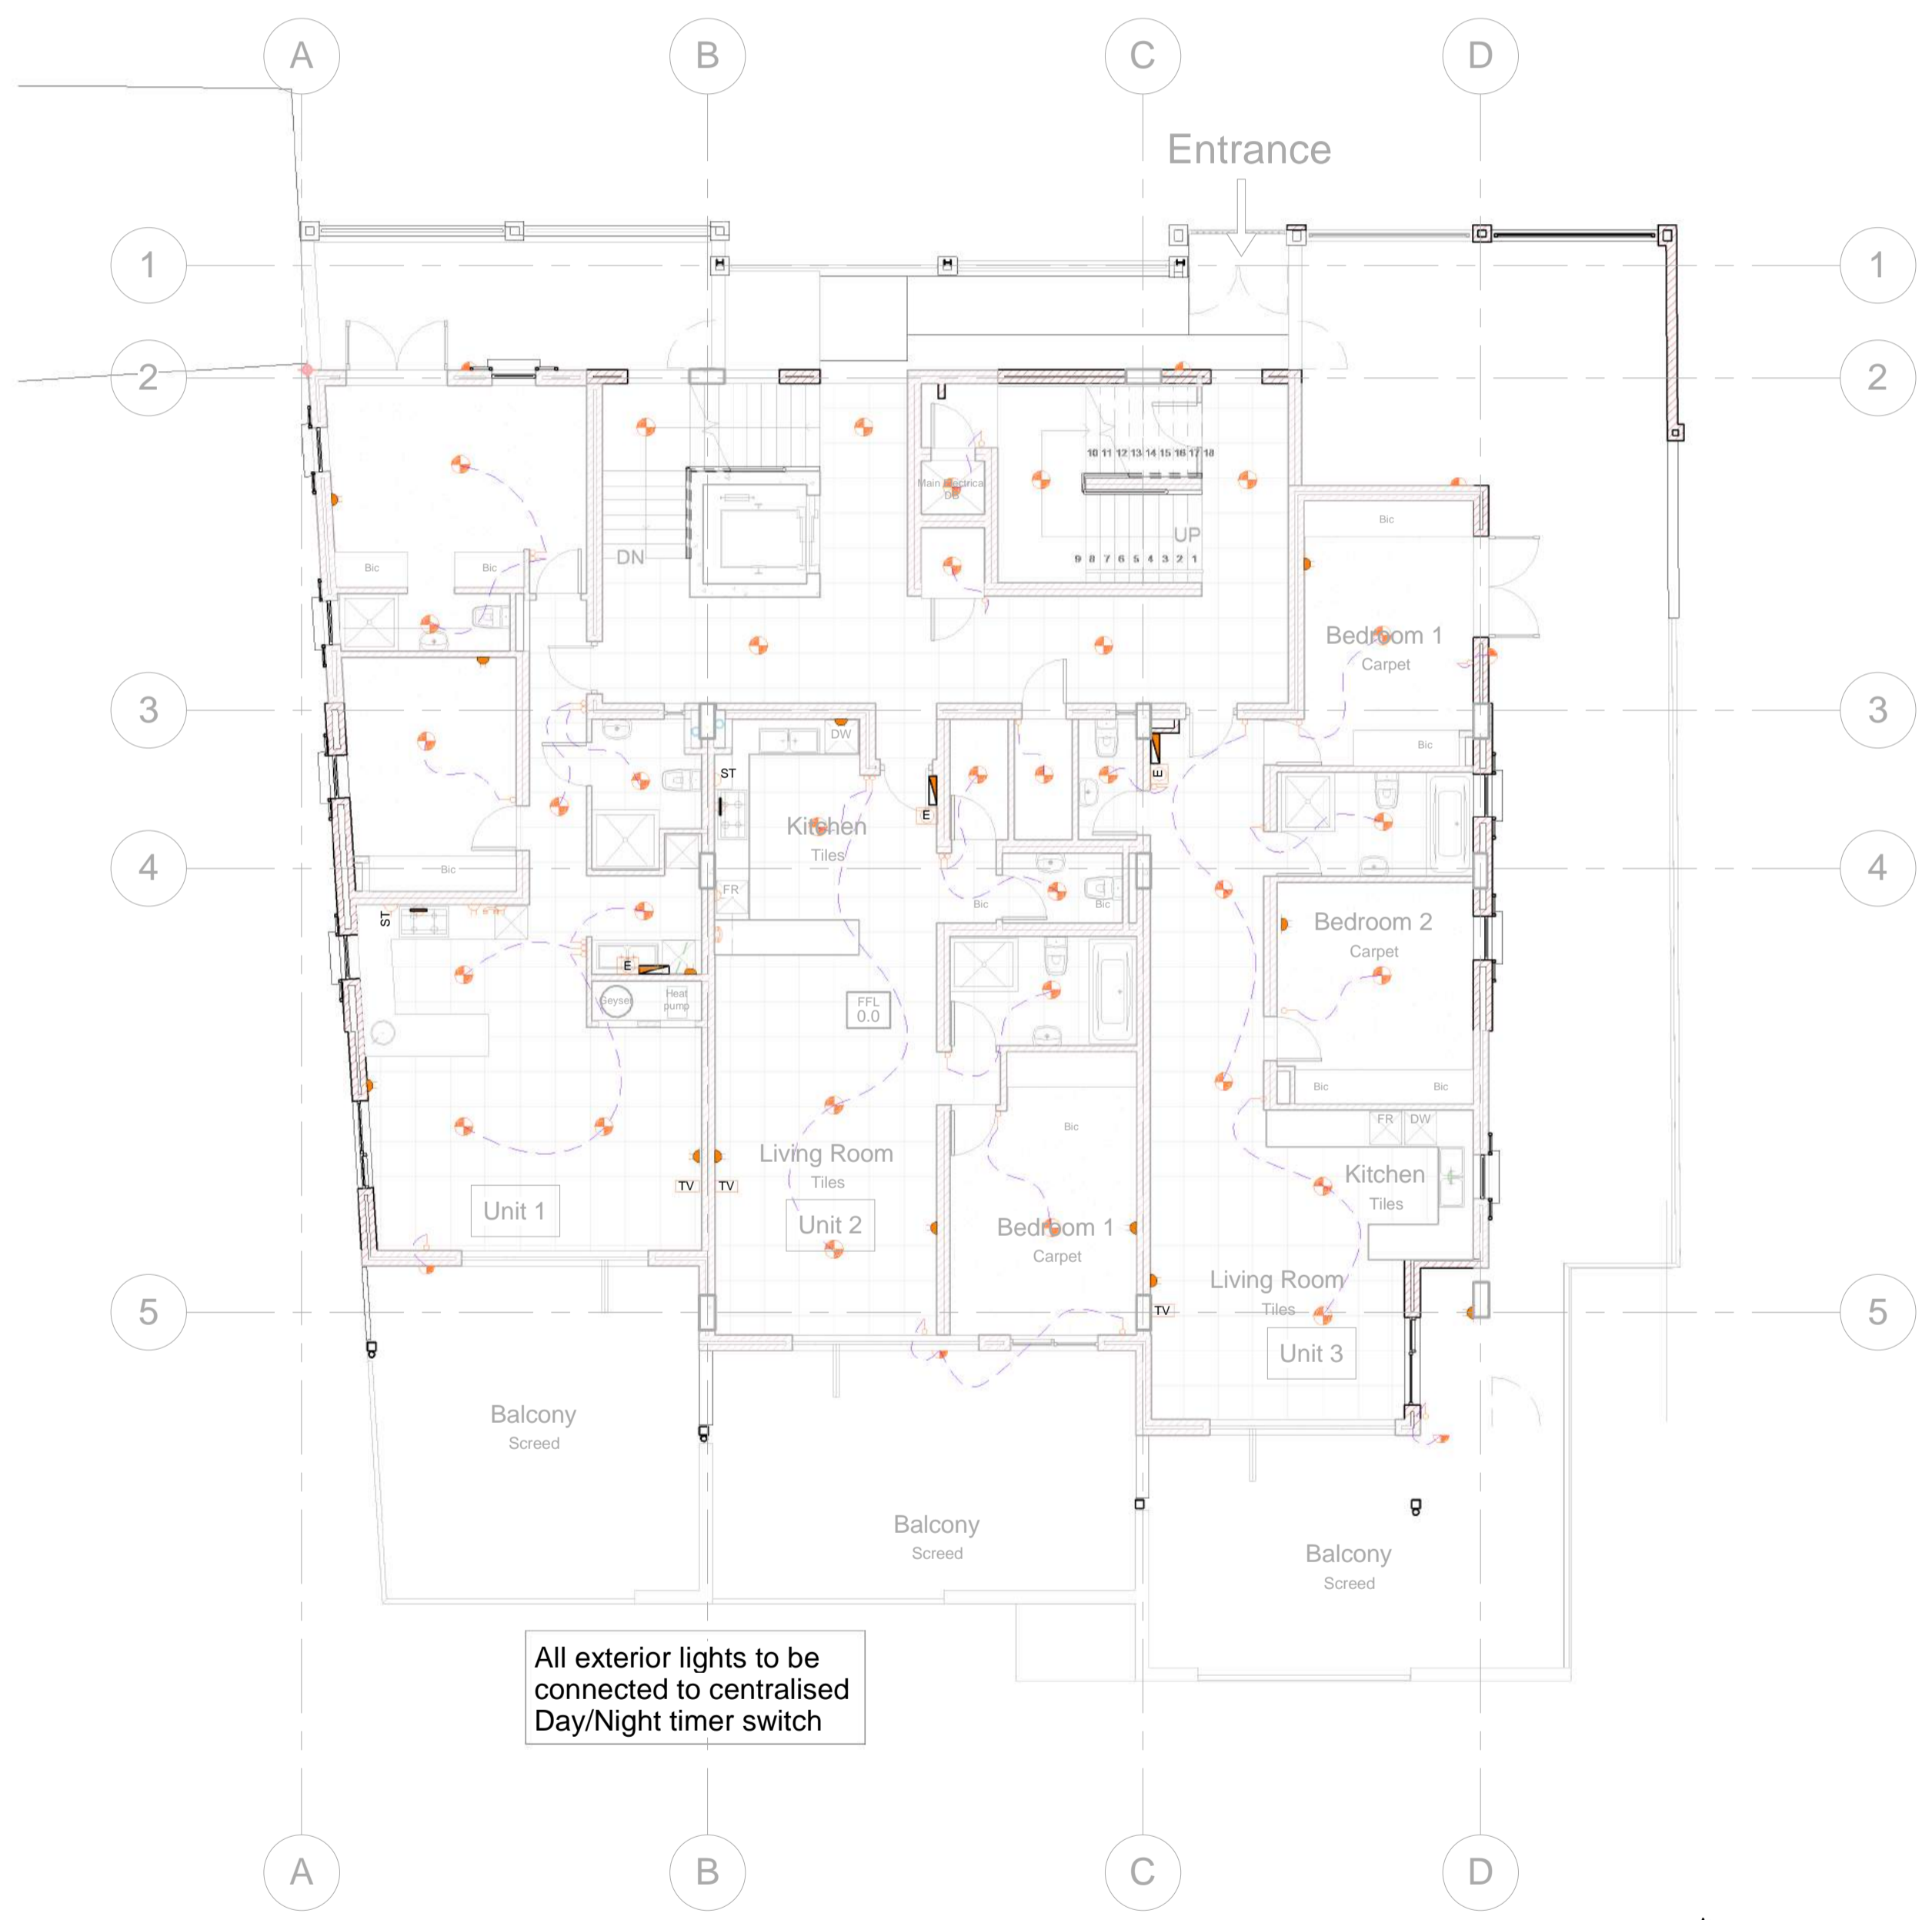 A B C D
Entrance
1 1
2 2
10 11 12 13 14 15 16 17 18
Main Electrical
DB
Bic
UP
DN
9 8 7 6 5 4 3 2 1
Bic Bic
Bedroom 1
Carpet
3 3
DW
Bic
ST
E
E
Kitchen
Tiles
4 4
Bic
FR
Bic Bic
ST
Bedroom 2
Carpet
E
Geyser
Heat
pump
FFL
0.0
Bic Bic
FR DW
Bic
Living Room
Tiles
Kitchen
Tiles
TV TV
Unit 1
Unit 2
Bedroom 1
Carpet
Living Room
Tiles
TV
5 5
Unit 3
Balcony
Screed
Balcony
Screed
Balcony
Screed
All exterior lights to be
connected to centralised
Day/Night timer switch
A B C D